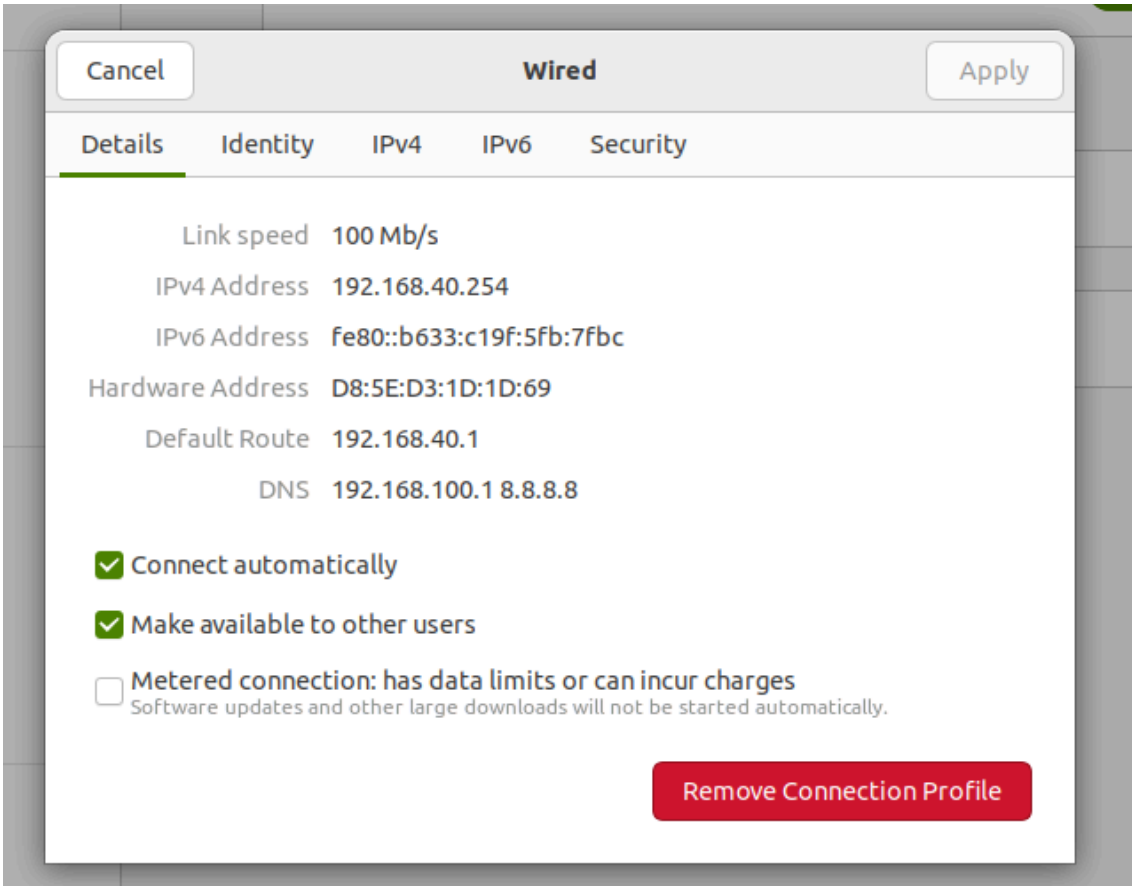 Cancel Wired Apply
Details Identity IPv4 IPv6 Security
Link speed 100 Mb/s
IPv4 Address 192.168.40.254
IPv6 Address fe80::b633:c19f:5fb:7fbc
Hardware Address D8:5E:D3:1D:1D:69
Default Route 192.168.40.1
DNS 192.168.100.1 8.8.8.8
Connect automatically
Make available to other users
Metered connection: has data limits or can incur charges
Software updates and other large downloads will not be started automatically.
Remove Connection Profile